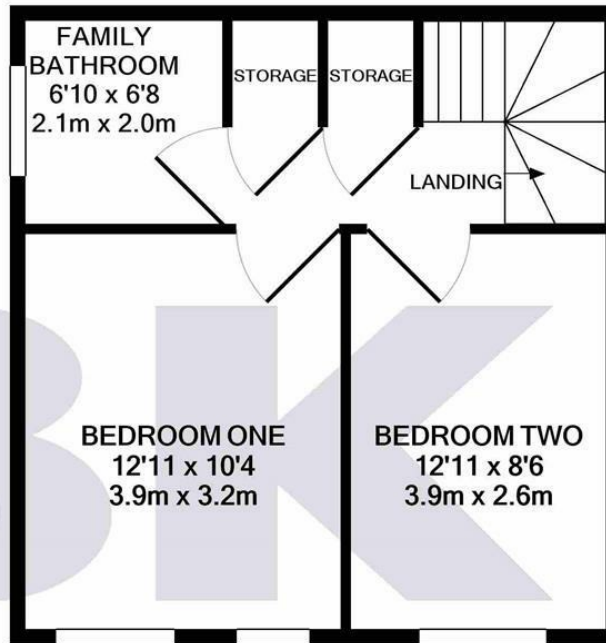 FAMILY
BATHROOM
6'10 x 6'8
2.1m x 2.0m
STORAGE
STORAGE
LANDING
BEDROOM ONE
12'11 x 10'4
3.9m x 3.2m
BEDROOM TWO
12'11 x 8'6
3.9m x 2.6m
BK